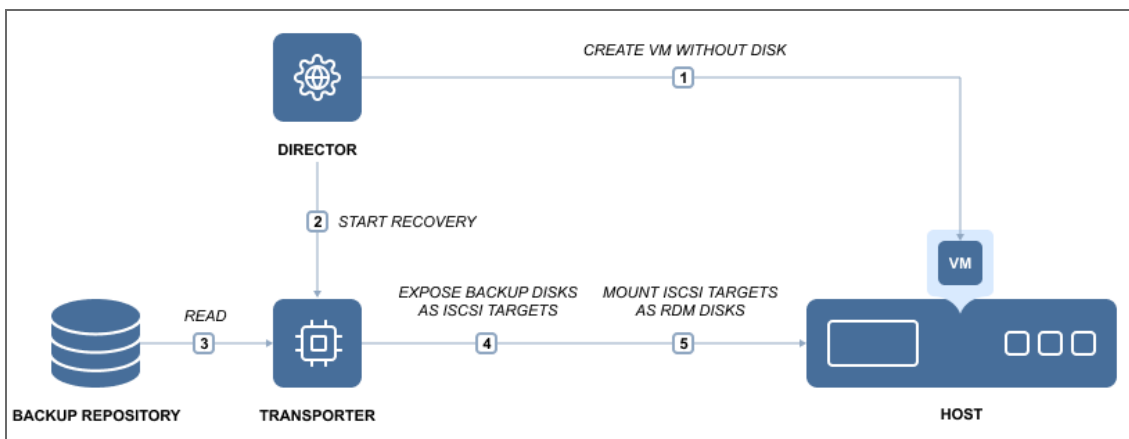 CREATE VM WITHOUT DISK
1
DIRECTOR
2 START RECOVERY
VM
EXPOSE BACKUP DISKS
AS ISCSI TARGETS
MOUNT ISCSI TARGETS
AS RDM DISKS
READ
3
4
5
BACKUP REPOSITORY
TRANSPORTER
HOST